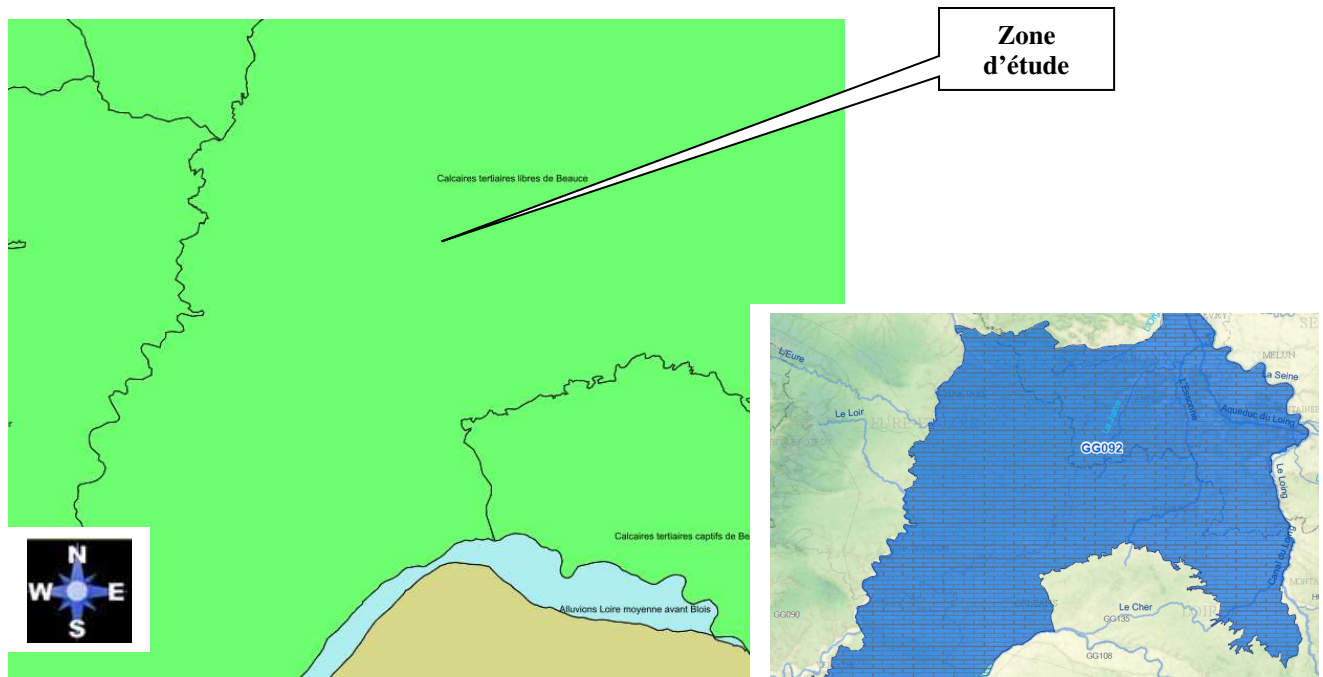 Zone
d'étude
Calcaires tertiaires libres de Beauce
Calcaires tertiaires captifs de Be
Alluvions Loire moyenne avant Blois
N
W E
S
L'Eure
Le Loir
EVRY
MELUN
La Seine
L'Essonne
Aqueduc du Loing
GG092
Le Loing
Canal du Loing
Le Cher
GG135
GG090
GG108